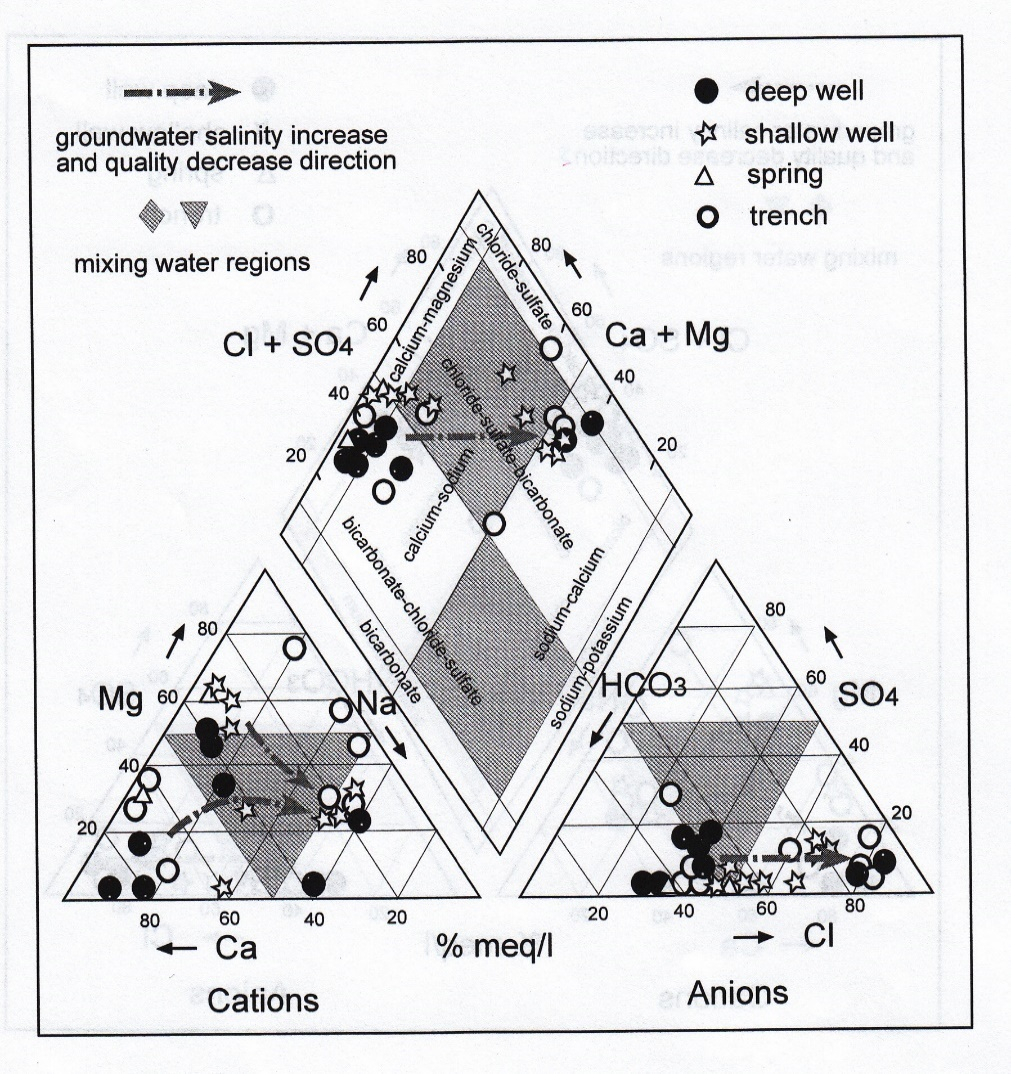 groundwater salinity increase
and quality decrease direction
mixing water regions
deep well
shallow well
spring
trench
80
60
40
20
Cl + SO4
80
60
40
20
Ca + Mg
calcium-magnesium
chloride-sulfate
chloride-sulfate-bicarbonate
calcium-sodium
bicarbonate-chloride-sulfate
bicarbonate
sodium-calcium
sodium-potassium
80
60
40
20
Mg
Na
80
60
40
20
Ca
Cations
% meq/l
HCO3
80
60
40
20
SO4
20
40
60
80
Cl
Anions